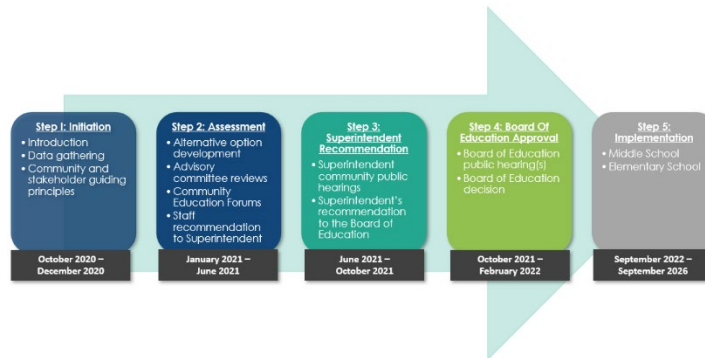 Step 1: Initiation
• Introduction
• Data gathering
• Community and
stakeholder guiding
principles
October 2020 –
December 2020
Step 2: Assessment
• Alternative option
development
• Advisory
committee reviews
• Community
Education Forums
• Staff
recommendation
to Superintendent
January 2021 –
June 2021
Step 3:
Superintendent
Recommendation
• Superintendent
community public
hearings
• Superintendent's
recommendation
to the Board of
Education
June 2021 –
October 2021
Step 4: Board Of
Education Approval
• Board of Education
public hearing(s)
• Board of Education
decision
October 2021 –
February 2022
Step 5:
Implementation
• Middle School
• Elementary School
September 2022 –
September 2026